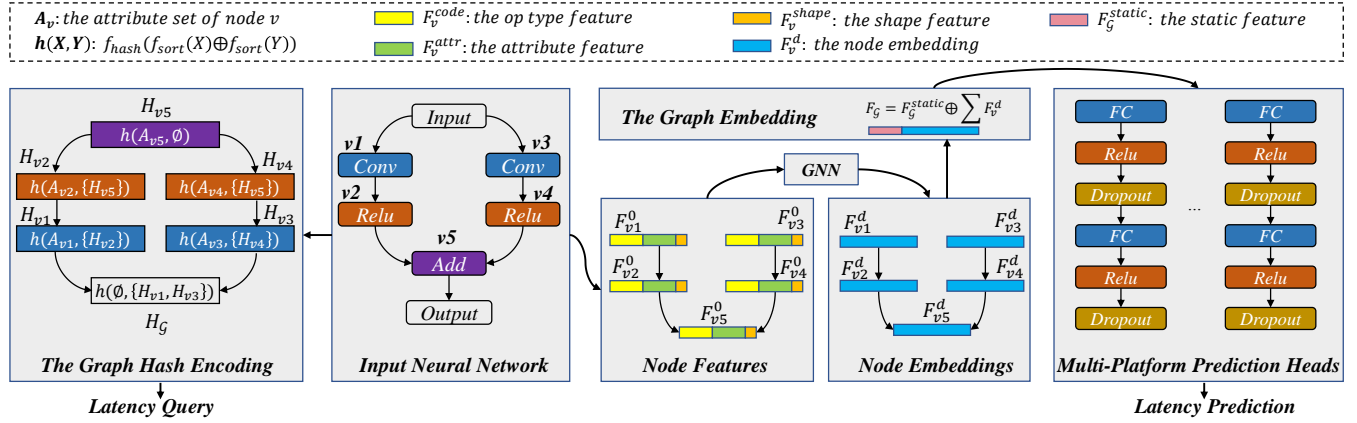 A_v: the attribute set of node v
h(X,Y): f_hash(f_sort(X)⊕f_sort(Y))
F_v^code: the op type feature
F_v^attr: the attribute feature
F_v^shape: the shape feature
F_v^d: the node embedding
F_G^static: the static feature
H_v5
h(A_v5, ∅)
H_v2
H_v4
h(A_v2,{H_v5})
h(A_v4,{H_v5})
H_v1
H_v3
h(A_v1,{H_v2})
h(A_v3,{H_v4})
h(∅,{H_v1, H_v3})
H_G
The Graph Hash Encoding
Latency Query
Input
v1
v3
Conv
Conv
v2
v4
Relu
Relu
v5
Add
Output
Input Neural Network
The Graph Embedding
F_G = F_G^static ⊕ ∑ F_v^d
GNN
F_v1^0
F_v3^0
F_v2^0
F_v4^0
F_v5^0
Node Features
F_v1^d
F_v3^d
F_v2^d
F_v4^d
F_v5^d
Node Embeddings
FC
FC
Relu
Relu
Dropout
Dropout
...
FC
FC
Relu
Relu
Dropout
Dropout
Multi-Platform Prediction Heads
Latency Prediction